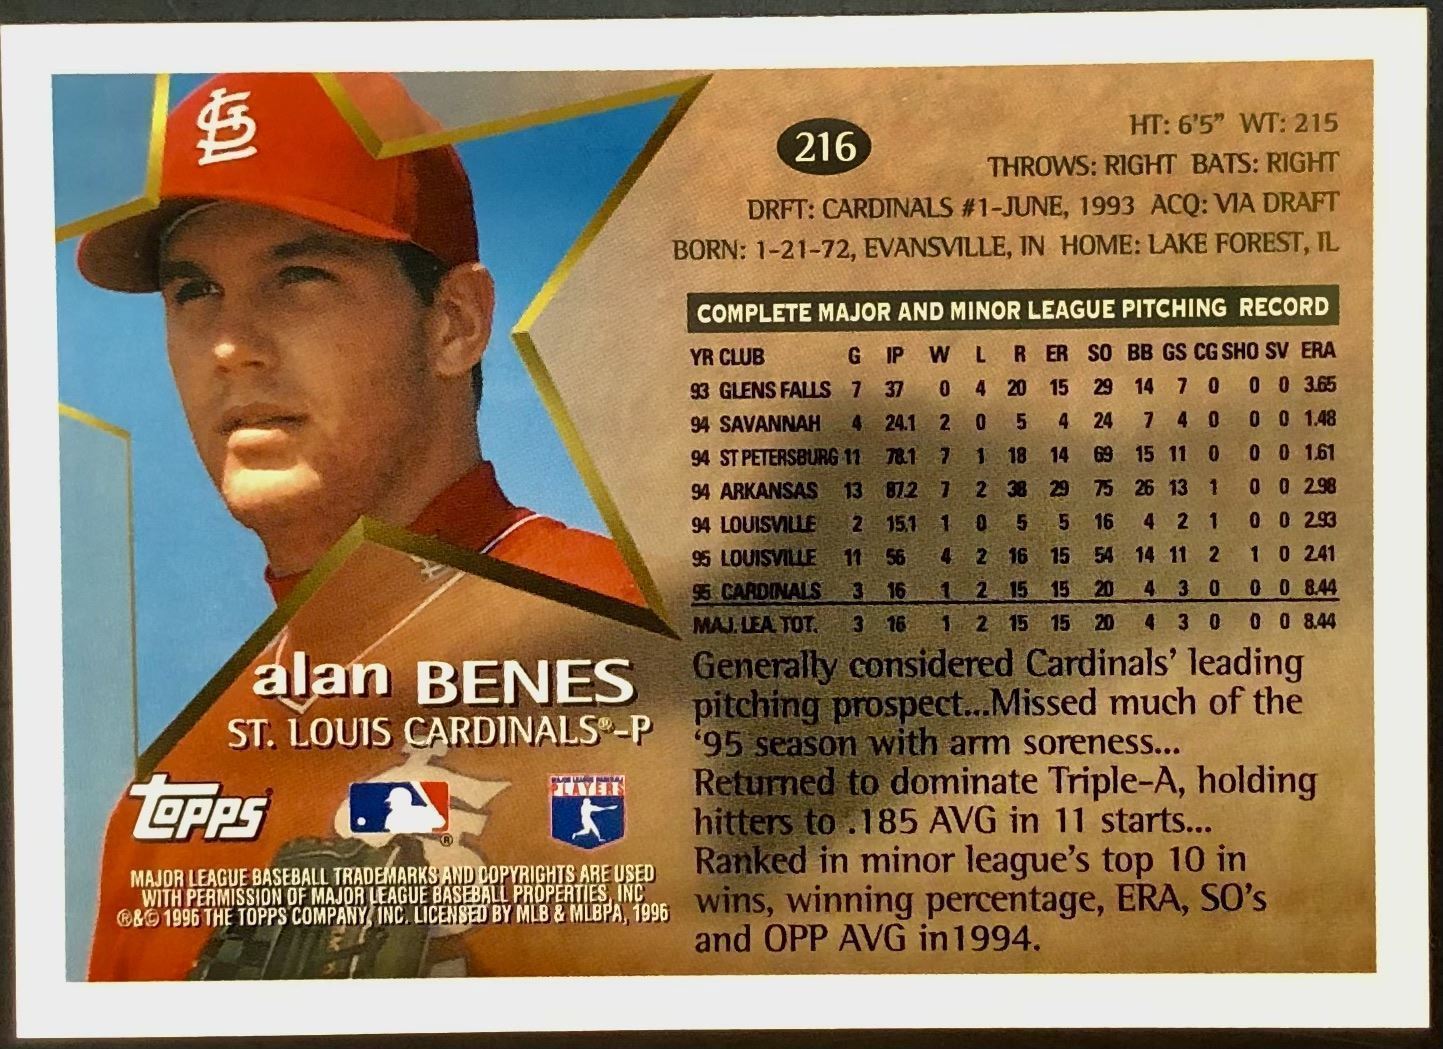 216
HT: 6'5" WT: 215
THROWS: RIGHT BATS: RIGHT
DRFT: CARDINALS #1-JUNE, 1993 ACQ: VIA DRAFT
BORN: 1-21-72, EVANSVILLE, IN HOME: LAKE FOREST, IL
COMPLETE MAJOR AND MINOR LEAGUE PITCHING RECORD
YR CLUB G IP W L R ER SO BB GS CG SHO SV ERA
93 GLENS FALLS 7 37 0 4 20 15 29 14 7 0 0 0 3.65
94 SAVANNAH 4 24.1 2 0 5 4 24 7 4 0 0 0 1.48
94 ST PETERSBURG 11 78.1 7 1 18 14 69 15 11 0 0 0 1.61
94 ARKANSAS 13 87.2 7 2 38 29 75 26 13 1 0 0 2.98
94 LOUISVILLE 2 15.1 1 0 5 5 16 4 2 1 0 0 2.93
95 LOUISVILLE 11 56 4 2 16 15 54 14 11 2 1 0 2.41
95 CARDINALS 3 16 1 2 15 15 20 4 3 0 0 0 8.44
MAJ. LEA. TOT. 3 16 1 2 15 15 20 4 3 0 0 0 8.44
Generally considered Cardinals' leading
pitching prospect...Missed much of the
'95 season with arm soreness...
Returned to dominate Triple-A, holding
hitters to .185 AVG in 11 starts...
Ranked in minor league's top 10 in
wins, winning percentage, ERA, SO's
and OPP AVG in1994.
StL
alan BENES
ST. LOUIS CARDINALS®-P
Topps
MAJOR LEAGUE BASEBALL
PLAYERS
MAJOR LEAGUE BASEBALL TRADEMARKS AND COPYRIGHTS ARE USED
WITH PERMISSION OF MAJOR LEAGUE BASEBALL PROPERTIES, INC.
®&© 1996 THE TOPPS COMPANY, INC. LICENSED BY MLB & MLBPA, 1996